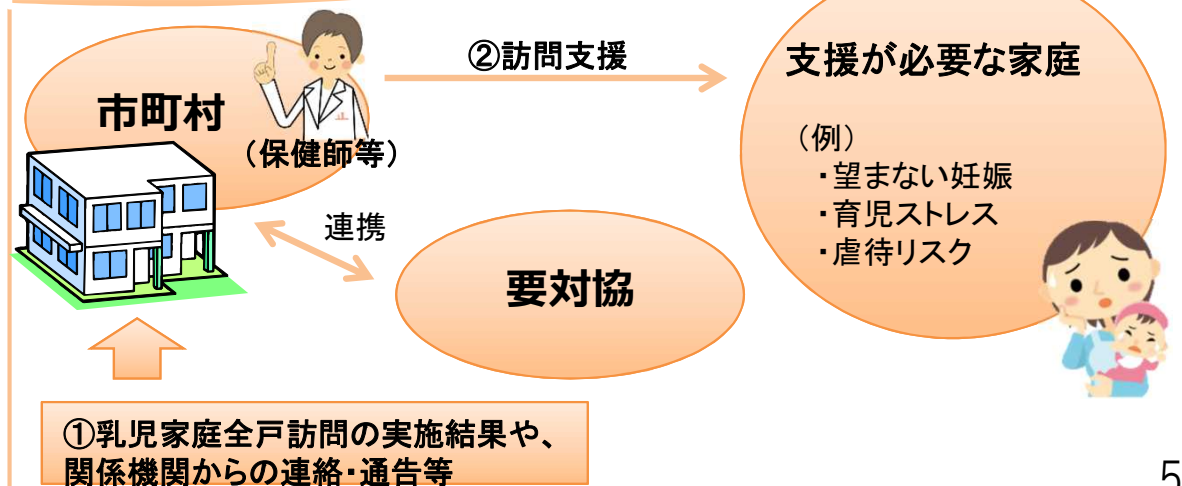 ②訪問支援
市町村
(保健師等)
支援が必要な家庭
(例)
・望まない妊娠
・育児ストレス
・虐待リスク
連携
要対協
①乳児家庭全戸訪問の実施結果や、
関係機関からの連絡・通告等
5